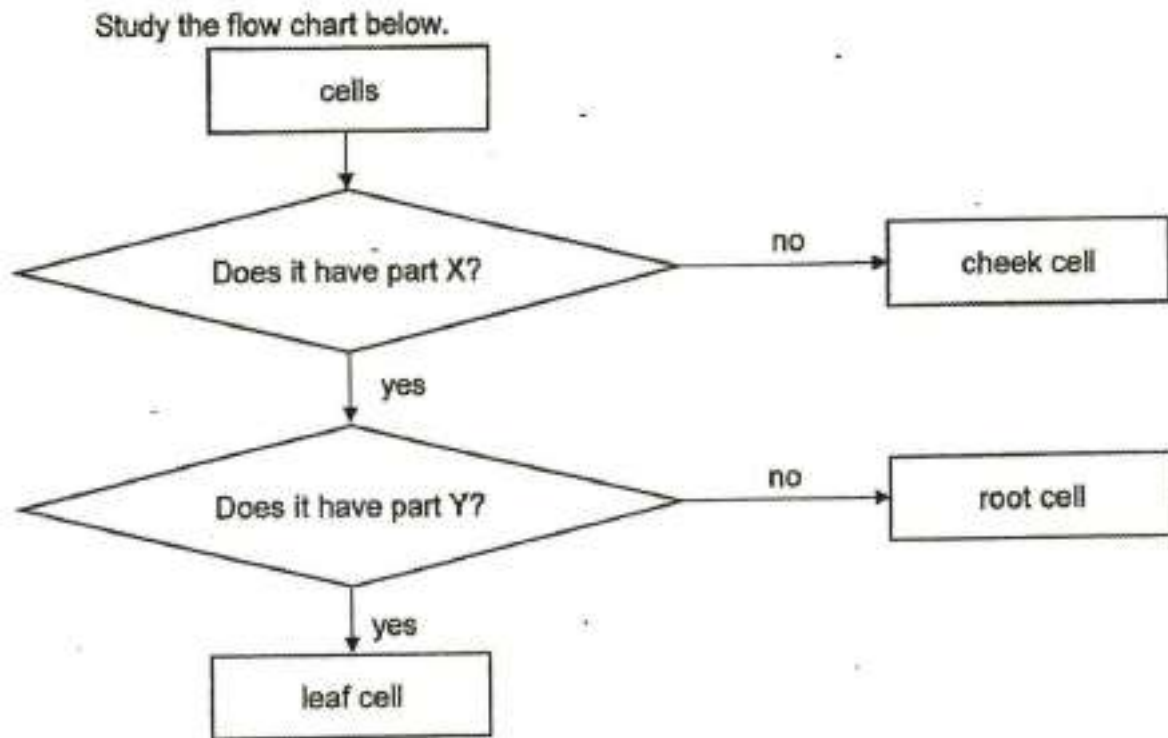 Study the flow chart below.
cells
Does it have part X?
no
cheek cell
yes
Does it have part Y?
no
root cell
yes
leaf cell